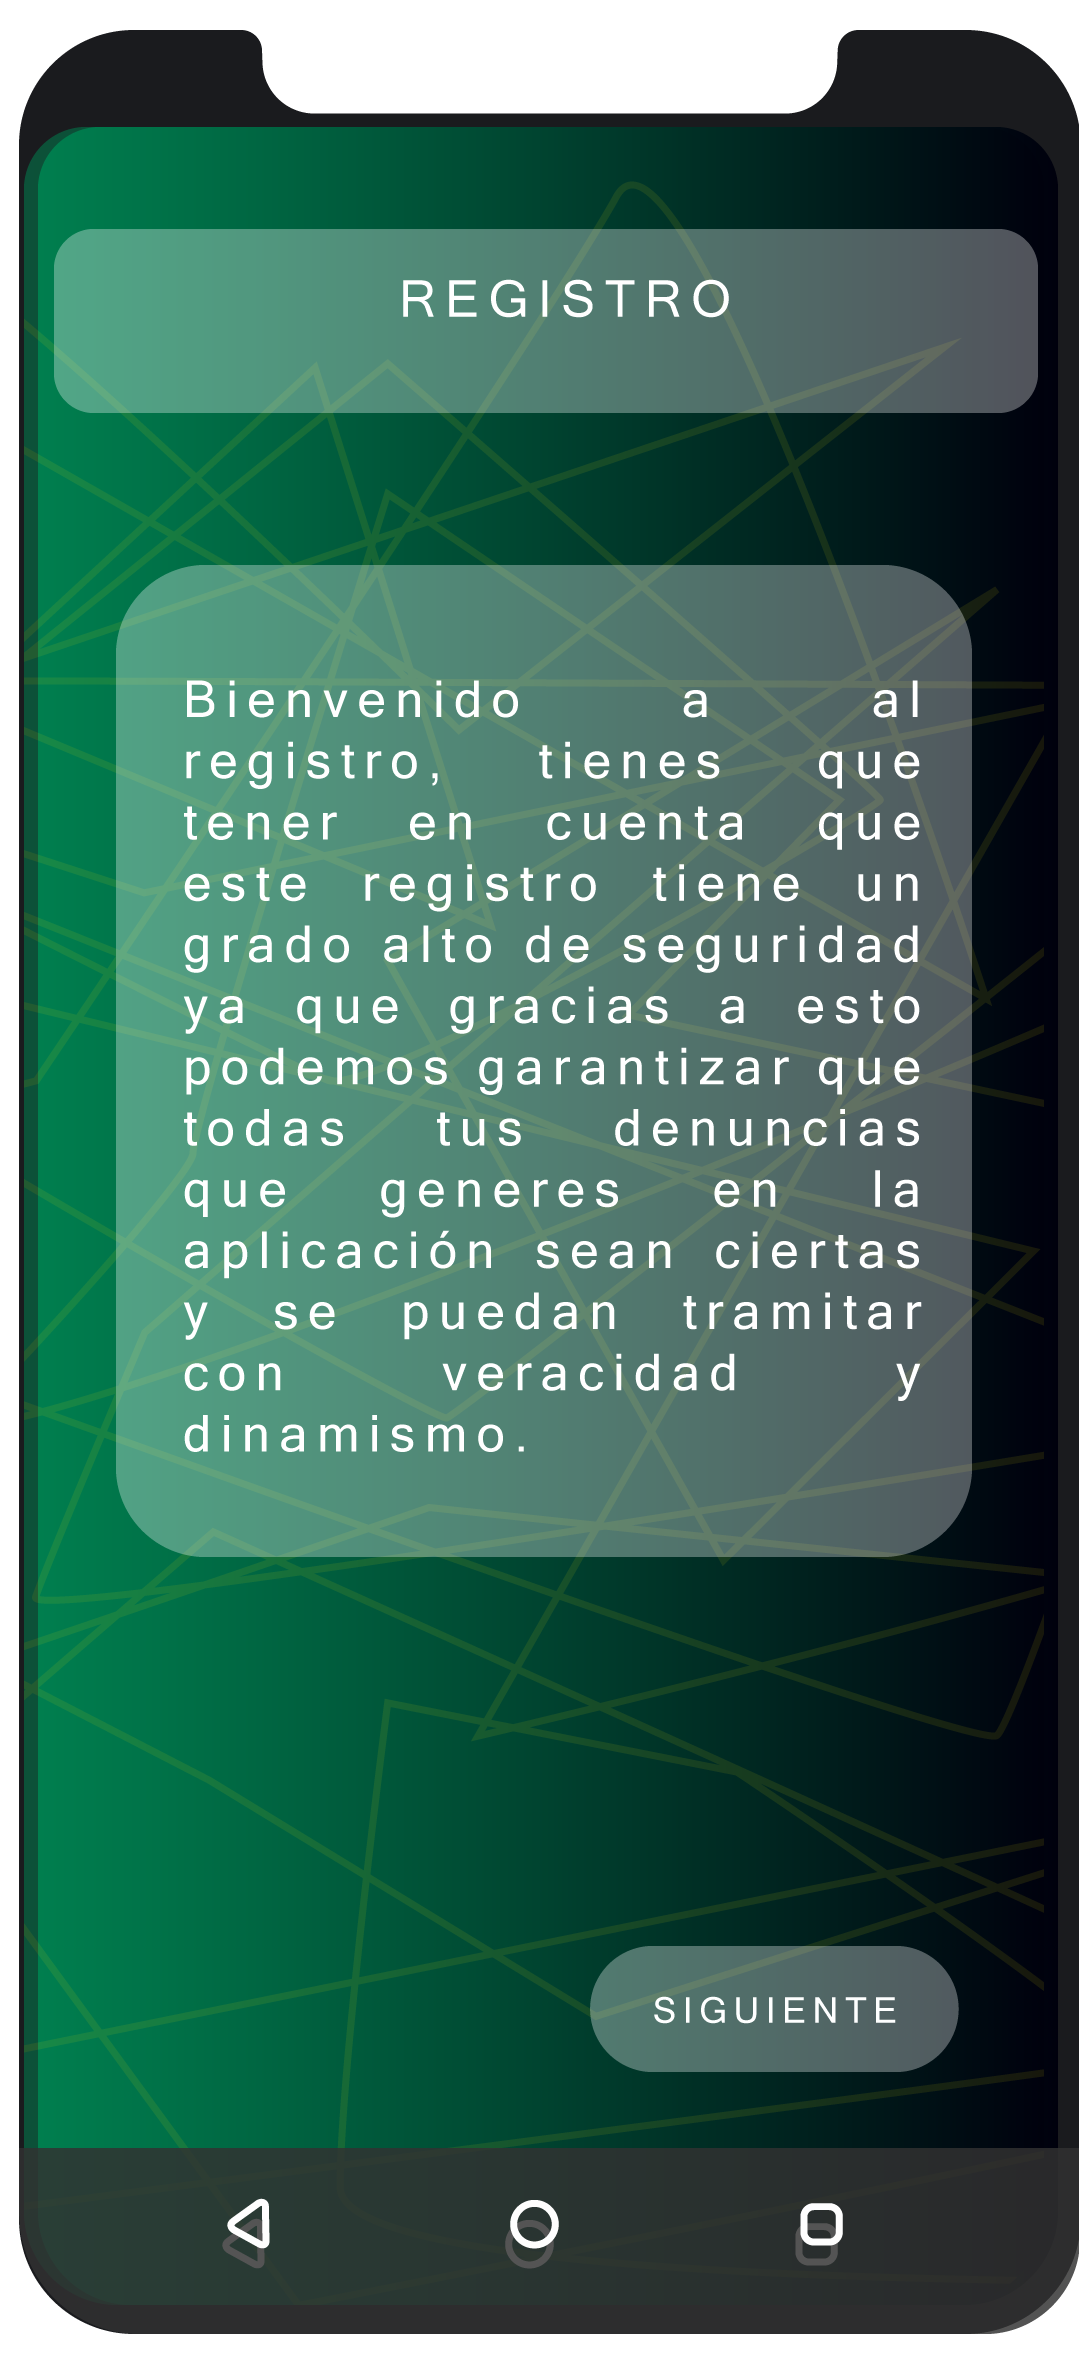 REGISTRO
Bienvenido a al
registro, tienes que
tener en cuenta que
este registro tiene un
grado alto de seguridad
ya que gracias a esto
podemos garantizar que
todas tus denuncias
que generes en la
aplicación sean ciertas
y se puedan tramitar
con veracidad y
dinamismo.
SIGUIENTE